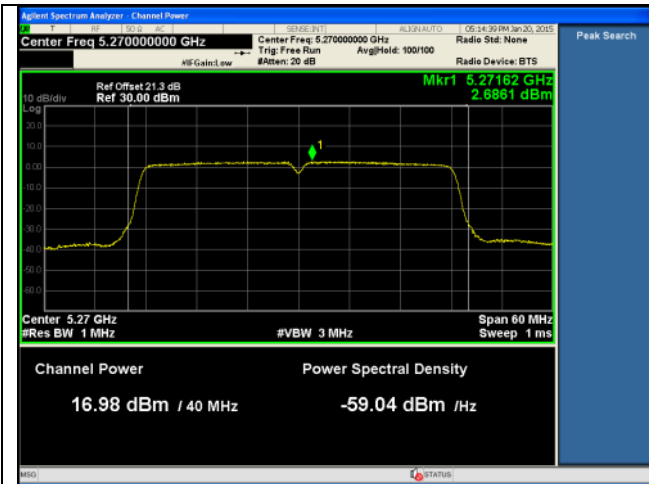 Agilent Spectrum Analyzer - Channel Power
T RF 50 Ω AC SENSE:INT ALIGN AUTO 05:14:39 PM Jan 20, 2015
Center Freq 5.270000000 GHz
Center Freq: 5.270000000 GHz
Radio Std: None
Trig: Free Run Avg|Hold: 100/100
#IFGain:Low #Atten: 20 dB Radio Device: BTS
Peak Search
Mkr1 5.27162 GHz
2.6861 dBm
Ref Offset 21.3 dB
10 dB/div Ref 30.00 dBm
Log
20.0
10.0
1
0.00
-10.0
-20.0
-30.0
-40.0
-50.0
-60.0
Center 5.27 GHz Span 60 MHz
#Res BW 1 MHz #VBW 3 MHz Sweep 1 ms
Channel Power Power Spectral Density
16.98 dBm / 40 MHz -59.04 dBm /Hz
MSG STATUS